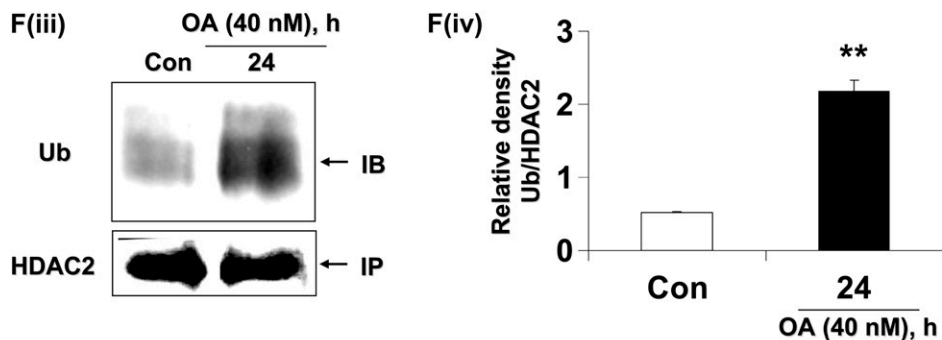 F(iii)
OA (40 nM), h
Con 24
Ub
IB
HDAC2
IP
F(iv)
Relative density
Ub/HDAC2
3
2
1
0
**
Con 24
OA (40 nM), h